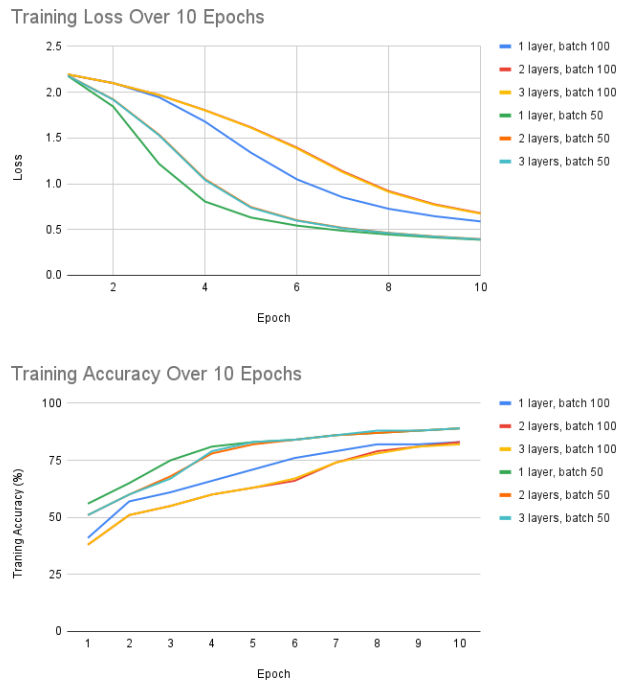 Training Loss Over 10 Epochs
2.5
2.0
1.5
1.0
0.5
0.0
Loss
2 4 6 8 10
Epoch
1 layer, batch 100
2 layers, batch 100
3 layers, batch 100
1 layer, batch 50
2 layers, batch 50
3 layers, batch 50
Training Accuracy Over 10 Epochs
100
75
50
25
0
Traning Accuracy (%)
1 2 3 4 5 6 7 8 9 10
Epoch
1 layer, batch 100
2 layers, batch 100
3 layers, batch 100
1 layer, batch 50
2 layers, batch 50
3 layers, batch 50